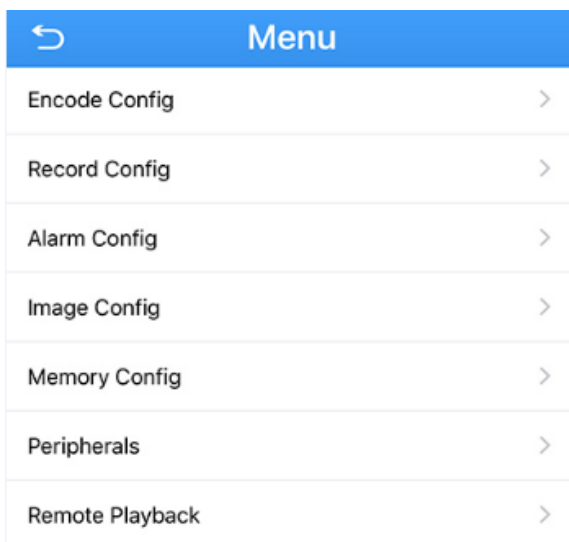 Menu
Encode Config
Record Config
Alarm Config
Image Config
Memory Config
Peripherals
Remote Playback